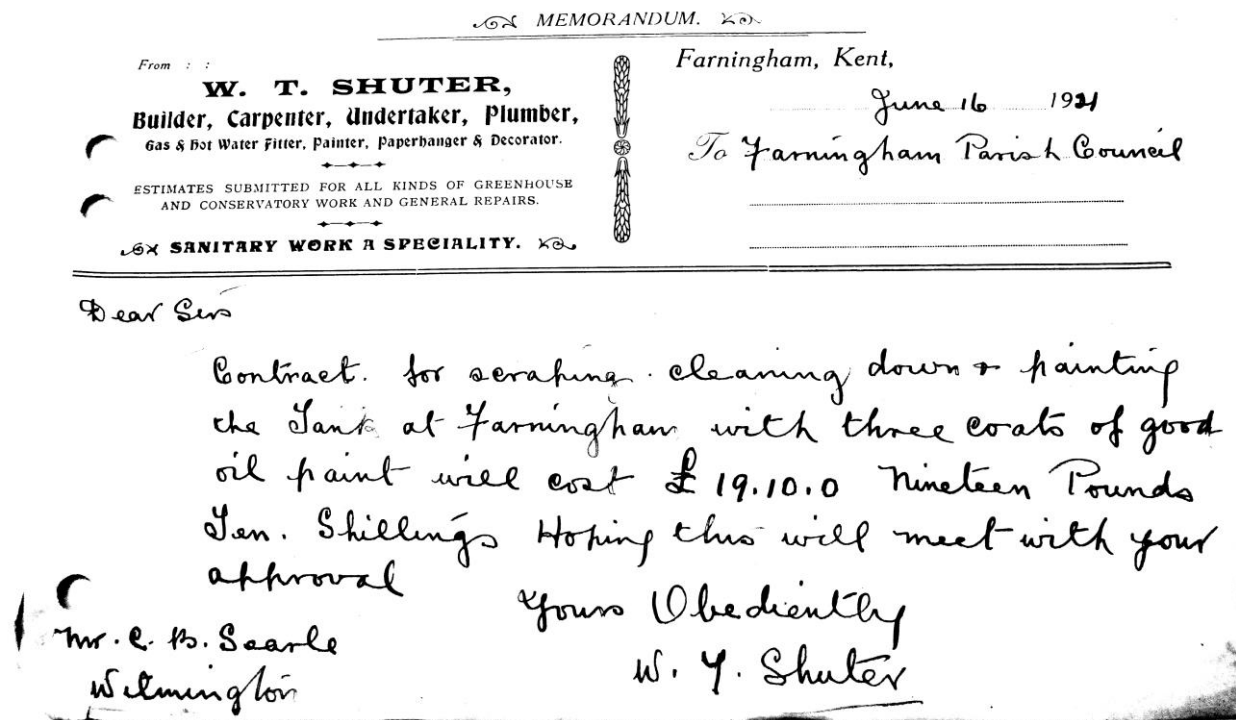 MEMORANDUM.
From : :
W. T. SHUTER,
Builder, Carpenter, Undertaker, Plumber,
Gas & Hot Water Fitter, Painter, Paperhanger & Decorator.
ESTIMATES SUBMITTED FOR ALL KINDS OF GREENHOUSE
AND CONSERVATORY WORK AND GENERAL REPAIRS.
SANITARY WORK A SPECIALITY.
Farningham, Kent,
June 16 1921
To Farningham Parish Council
Dear Sirs
Contract. for scraping. cleaning down & painting
the Tank at Farningham with three coats of good
oil paint will cost £19.10.0 Nineteen Pounds
Ten. Shillings Hoping this will meet with your
approval
Yours Obediently
W. T. Shuter
Mr. C. B. Searle
Wilmington